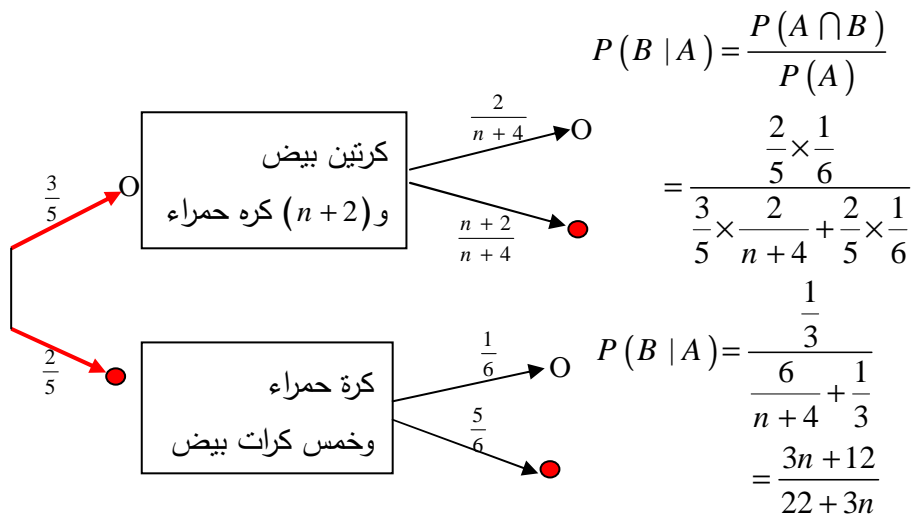 3/5
O
كرتين بيض
و (n + 2) كره حمراء
2/(n + 4)
O
(n + 2)/(n + 4)
2/5
كرة حمراء
وخمس كرات بيض
1/6
O
5/6
P(B | A) = P(A ⋂ B)/P(A)
= (2/5 × 1/6)/(3/5 × 2/(n + 4) + 2/5 × 1/6)
P(B | A) = (1/3)/(6/(n + 4) + 1/3)
= (3n + 12)/(22 + 3n)